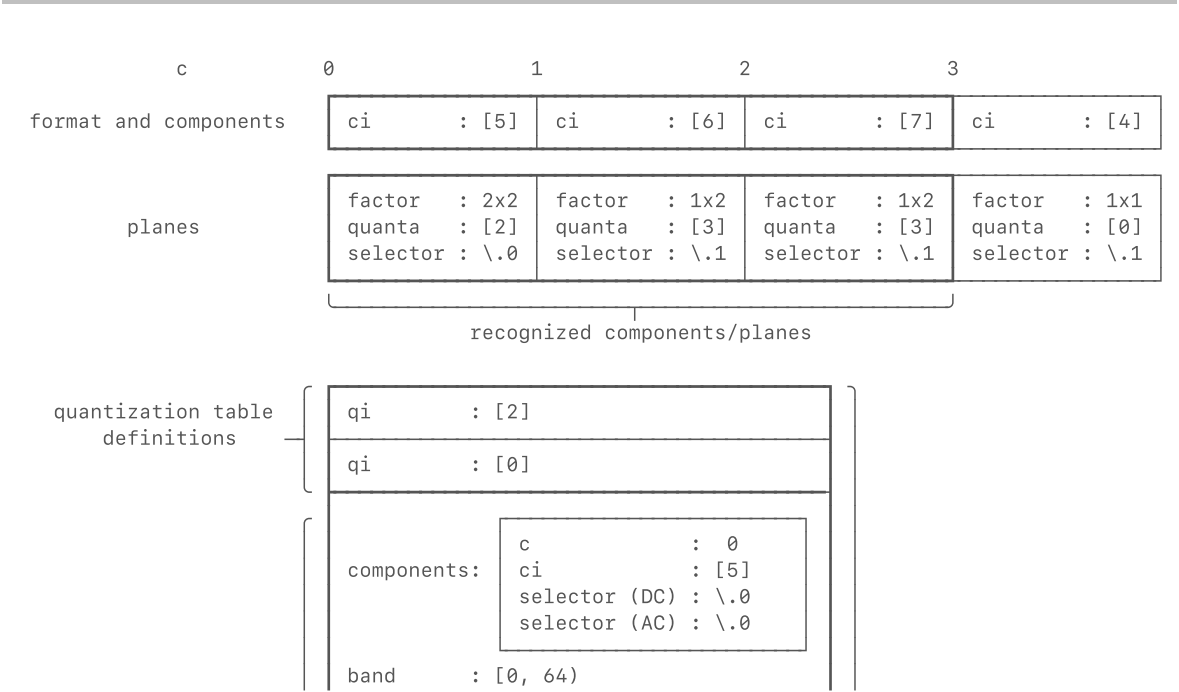 c 0 1 2 3
format and components ci : [5] ci : [6] ci : [7] ci : [4]
factor : 2x2 factor : 1x2 factor : 1x2 factor : 1x1
planes quanta : [2] quanta : [3] quanta : [3] quanta : [0]
selector : \.0 selector : \.1 selector : \.1 selector : \.1
recognized components/planes
quantization table qi : [2]
definitions
qi : [0]
c : 0
components: ci : [5]
selector (DC) : \.0
selector (AC) : \.0
band : [0, 64)